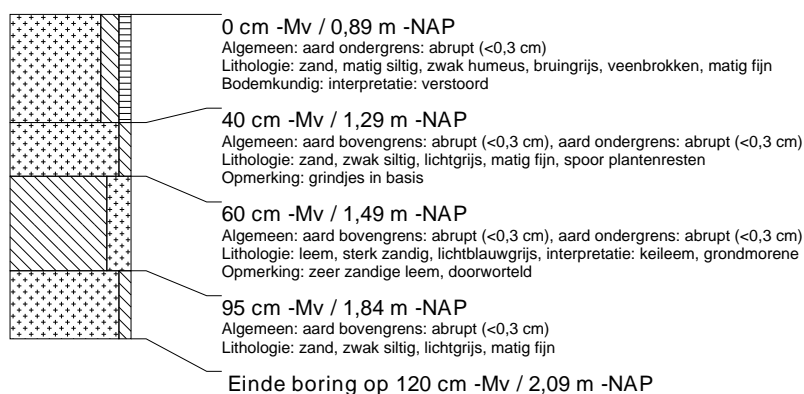 0 cm -Mv / 0,89 m -NAP
Algemeen: aard ondergrens: abrupt (<0,3 cm)
Lithologie: zand, matig siltig, zwak humeus, bruingrijs, veenbrokken, matig fijn
Bodemkundig: interpretatie: verstoord
40 cm -Mv / 1,29 m -NAP
Algemeen: aard bovengrens: abrupt (<0,3 cm), aard ondergrens: abrupt (<0,3 cm)
Lithologie: zand, zwak siltig, lichtgrijs, matig fijn, spoor plantenresten
Opmerking: grindjes in basis
60 cm -Mv / 1,49 m -NAP
Algemeen: aard bovengrens: abrupt (<0,3 cm), aard ondergrens: abrupt (<0,3 cm)
Lithologie: leem, sterk zandig, lichtblauwgrijs, interpretatie: keileem, grondmorene
Opmerking: zeer zandige leem, doorworteld
95 cm -Mv / 1,84 m -NAP
Algemeen: aard bovengrens: abrupt (<0,3 cm)
Lithologie: zand, zwak siltig, lichtgrijs, matig fijn
Einde boring op 120 cm -Mv / 2,09 m -NAP